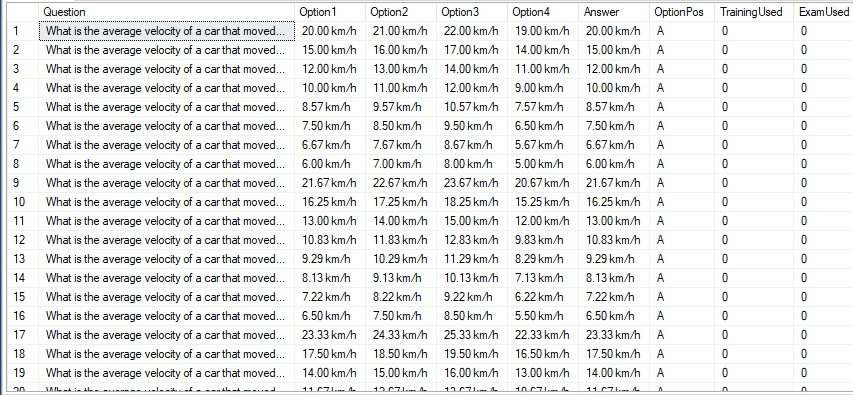 Question Option1 Option2 Option3 Option4 Answer OptionPos TrainingUsed ExamUsed
1 What is the average velocity of a car that moved... 20.00 km/h 21.00 km/h 22.00 km/h 19.00 km/h 20.00 km/h A 0 0
2 What is the average velocity of a car that moved... 15.00 km/h 16.00 km/h 17.00 km/h 14.00 km/h 15.00 km/h A 0 0
3 What is the average velocity of a car that moved... 12.00 km/h 13.00 km/h 14.00 km/h 11.00 km/h 12.00 km/h A 0 0
4 What is the average velocity of a car that moved... 10.00 km/h 11.00 km/h 12.00 km/h 9.00 km/h 10.00 km/h A 0 0
5 What is the average velocity of a car that moved... 8.57 km/h 9.57 km/h 10.57 km/h 7.57 km/h 8.57 km/h A 0 0
6 What is the average velocity of a car that moved... 7.50 km/h 8.50 km/h 9.50 km/h 6.50 km/h 7.50 km/h A 0 0
7 What is the average velocity of a car that moved... 6.67 km/h 7.67 km/h 8.67 km/h 5.67 km/h 6.67 km/h A 0 0
8 What is the average velocity of a car that moved... 6.00 km/h 7.00 km/h 8.00 km/h 5.00 km/h 6.00 km/h A 0 0
9 What is the average velocity of a car that moved... 21.67 km/h 22.67 km/h 23.67 km/h 20.67 km/h 21.67 km/h A 0 0
10 What is the average velocity of a car that moved... 16.25 km/h 17.25 km/h 18.25 km/h 15.25 km/h 16.25 km/h A 0 0
11 What is the average velocity of a car that moved... 13.00 km/h 14.00 km/h 15.00 km/h 12.00 km/h 13.00 km/h A 0 0
12 What is the average velocity of a car that moved... 10.83 km/h 11.83 km/h 12.83 km/h 9.83 km/h 10.83 km/h A 0 0
13 What is the average velocity of a car that moved... 9.29 km/h 10.29 km/h 11.29 km/h 8.29 km/h 9.29 km/h A 0 0
14 What is the average velocity of a car that moved... 8.13 km/h 9.13 km/h 10.13 km/h 7.13 km/h 8.13 km/h A 0 0
15 What is the average velocity of a car that moved... 7.22 km/h 8.22 km/h 9.22 km/h 6.22 km/h 7.22 km/h A 0 0
16 What is the average velocity of a car that moved... 6.50 km/h 7.50 km/h 8.50 km/h 5.50 km/h 6.50 km/h A 0 0
17 What is the average velocity of a car that moved... 23.33 km/h 24.33 km/h 25.33 km/h 22.33 km/h 23.33 km/h A 0 0
18 What is the average velocity of a car that moved... 17.50 km/h 18.50 km/h 19.50 km/h 16.50 km/h 17.50 km/h A 0 0
19 What is the average velocity of a car that moved... 14.00 km/h 15.00 km/h 16.00 km/h 13.00 km/h 14.00 km/h A 0 0